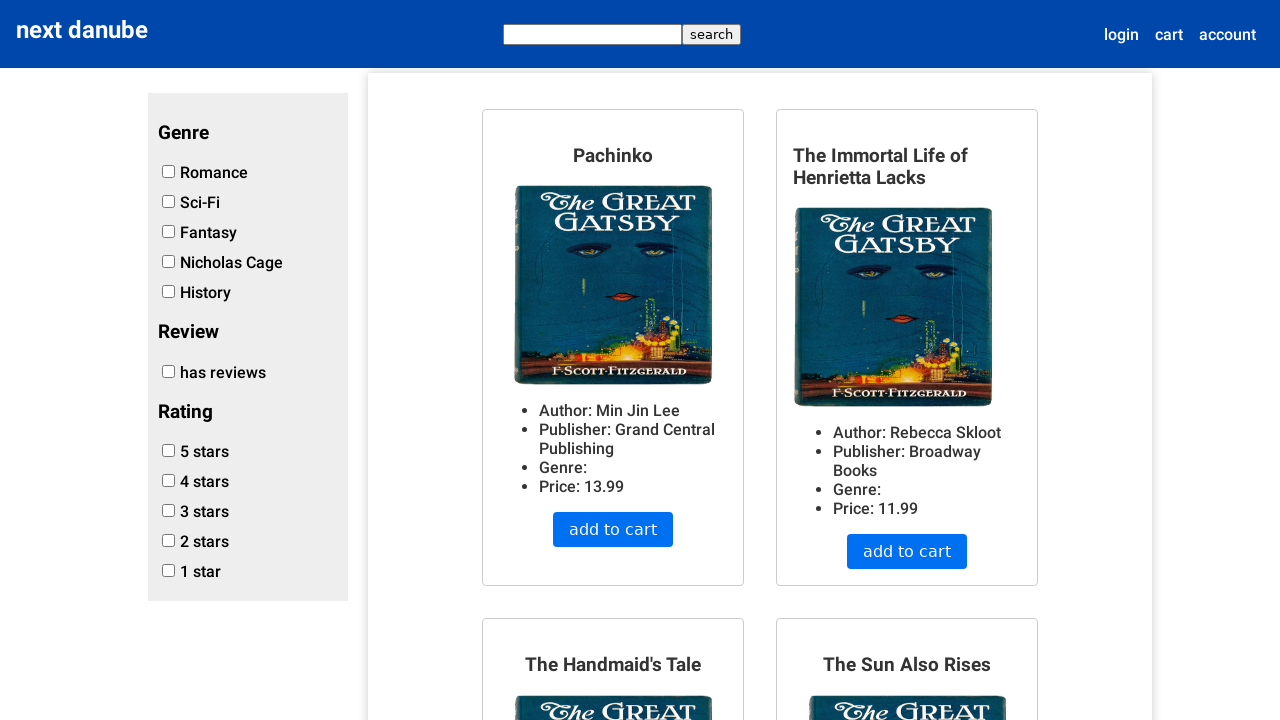 next danube
search
login
cart
account
Genre
Romance
Sci-Fi
Fantasy
Nicholas Cage
History
Review
has reviews
Rating
5 stars
4 stars
3 stars
2 stars
1 star
Pachinko
The GREAT
GATSBY
F·SCOTT·FITZGERALD
Author: Min Jin Lee
Publisher: Grand Central
Publishing
Genre:
Price: 13.99
add to cart
The Immortal Life of
Henrietta Lacks
The GREAT
GATSBY
F·SCOTT·FITZGERALD
Author: Rebecca Skloot
Publisher: Broadway
Books
Genre:
Price: 11.99
add to cart
The Handmaid's Tale
The GREAT
The Sun Also Rises
The GREAT